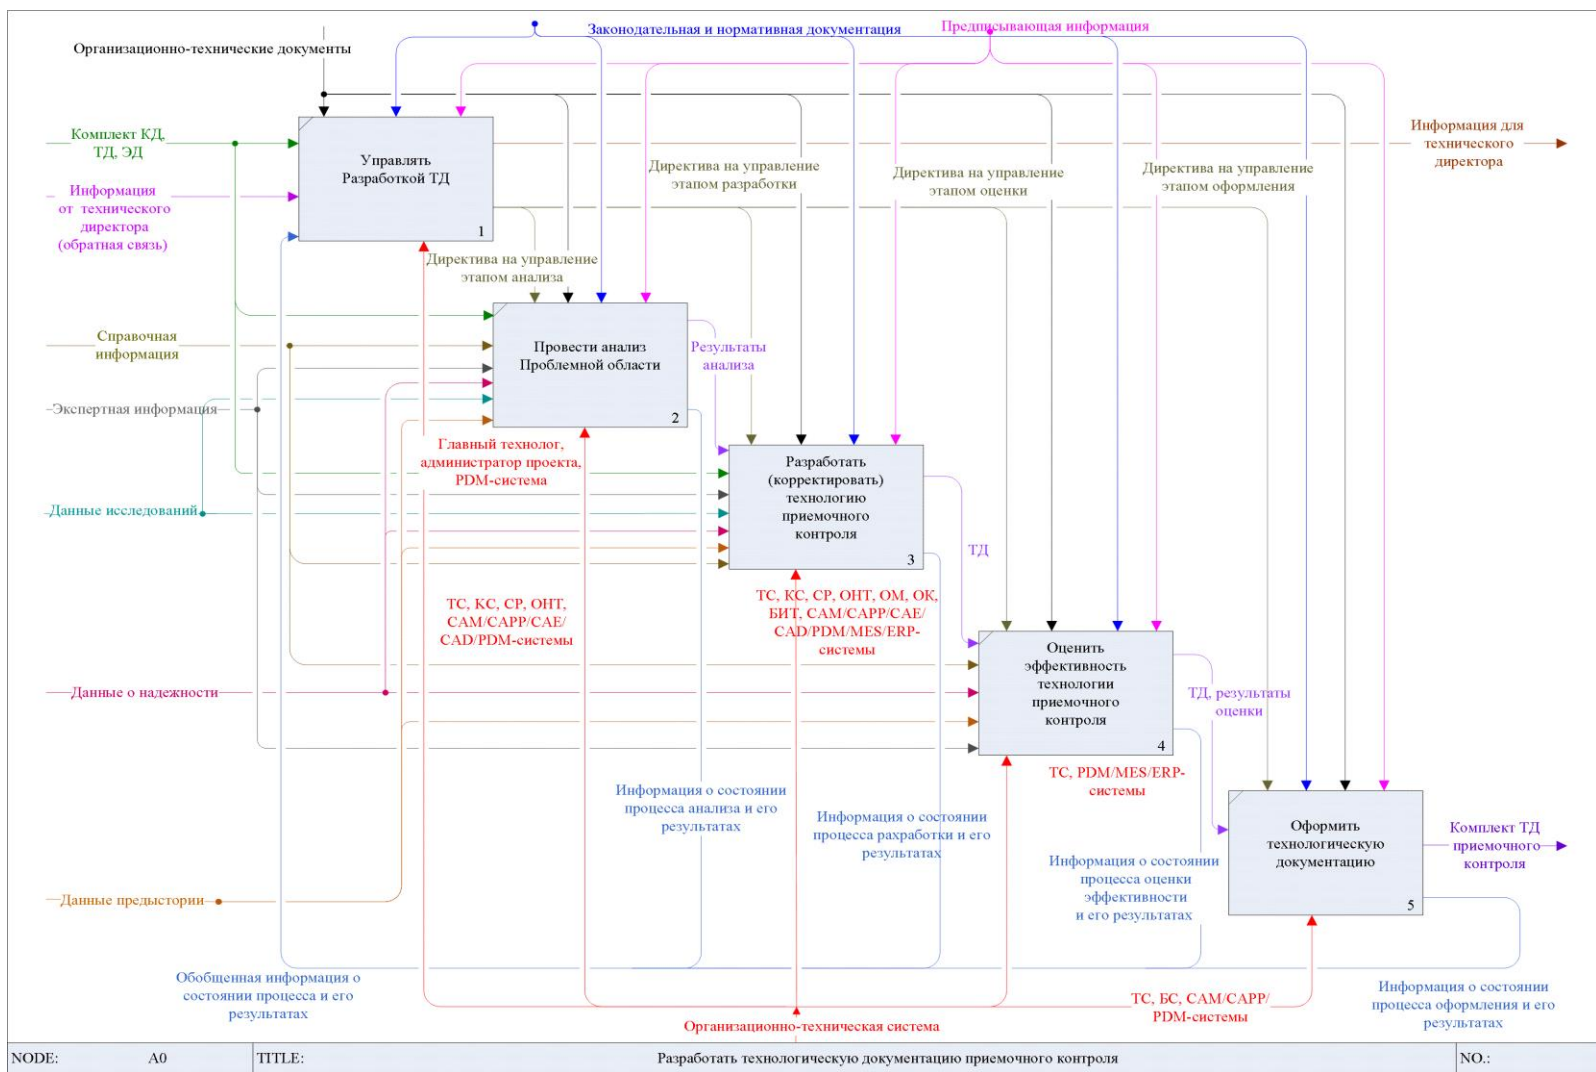 Законодательная и нормативная документация
Предписывающая информация
Организационно-технические документы
Комплект КД,
ТД, ЭД
Управлять
Разработкой ТД
1
Информация для
технического
директора
Директива на управление
этапом разработки
Директива на управление
этапом оценки
Директива на управление
этапом оформления
Информация
от технического
директора
(обратная связь)
Директива на управление
этапом анализа
Справочная
информация
Провести анализ
Проблемной области
2
Результаты
анализа
Экспертная информация
Главный технолог,
администратор проекта,
PDM-система
Разработать
(корректировать)
технологию
приемочного
контроля
3
Данные исследований
ТД
ТС, КС, СР, ОНТ,
CAM/CAPP/CAE/
CAD/PDM-системы
ТС, КС, СР, ОНТ, ОМ, ОК,
БИТ, CAM/CAPP/CAE/
CAD/PDM/MES/ERP-
системы
Оценить
эффективность
технологии
приемочного
контроля
4
Данные о надежности
ТД, результаты
оценки
ТС, PDM/MES/ERP-
системы
Информация о состоянии
процесса анализа и его
результатах
Информация о состоянии
процесса рахработки и его
результатах
Оформить
технологическую
документацию
5
Комплект ТД
приемочного
контроля
Информация о состоянии
процесса оценки
эффективности
и его результатах
Данные предыстории
Обобщенная информация о
состоянии процесса и его
результатах
ТС, БС, CAM/CAPP/
PDM-системы
Информация о состоянии
процесса оформления и его
результатах
Организационно-техническая система
NODE: A0 TITLE: Разработать технологическую документацию приемочного контроля NO.: